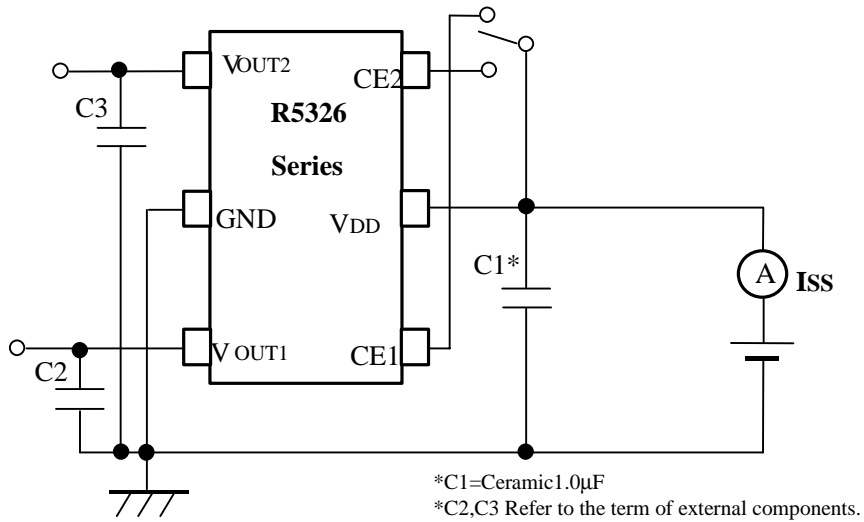 VOUT2
CE2
C3
R5326
Series
GND
VDD
C1*
A
ISS
VOUT1
CE1
C2
*C1=Ceramic1.0μF
*C2,C3 Refer to the term of external components.